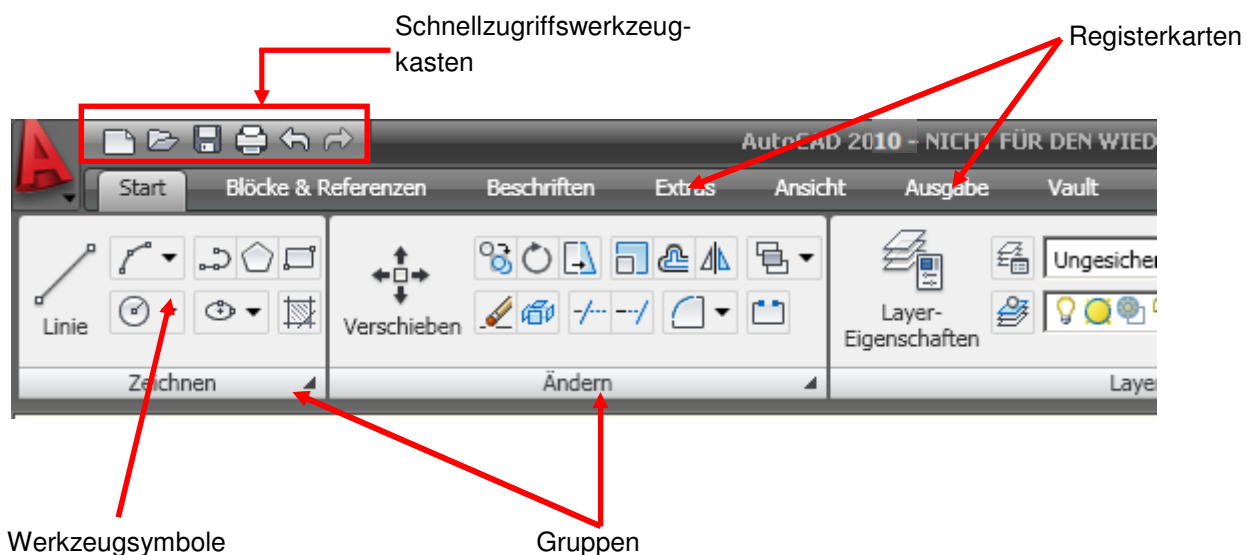 Schnellzugriffswerkzeug-
kasten
Registerkarten
AutoCAD 2010 - NICHT FÜR DEN WIED
Start Blöcke & Referenzen Beschriften Extras Ansicht Ausgabe Vault
Ungesicher
Linie
Verschieben
Layer-
Eigenschaften
Zeichnen Ändern Laye
Werkzeugsymbole Gruppen